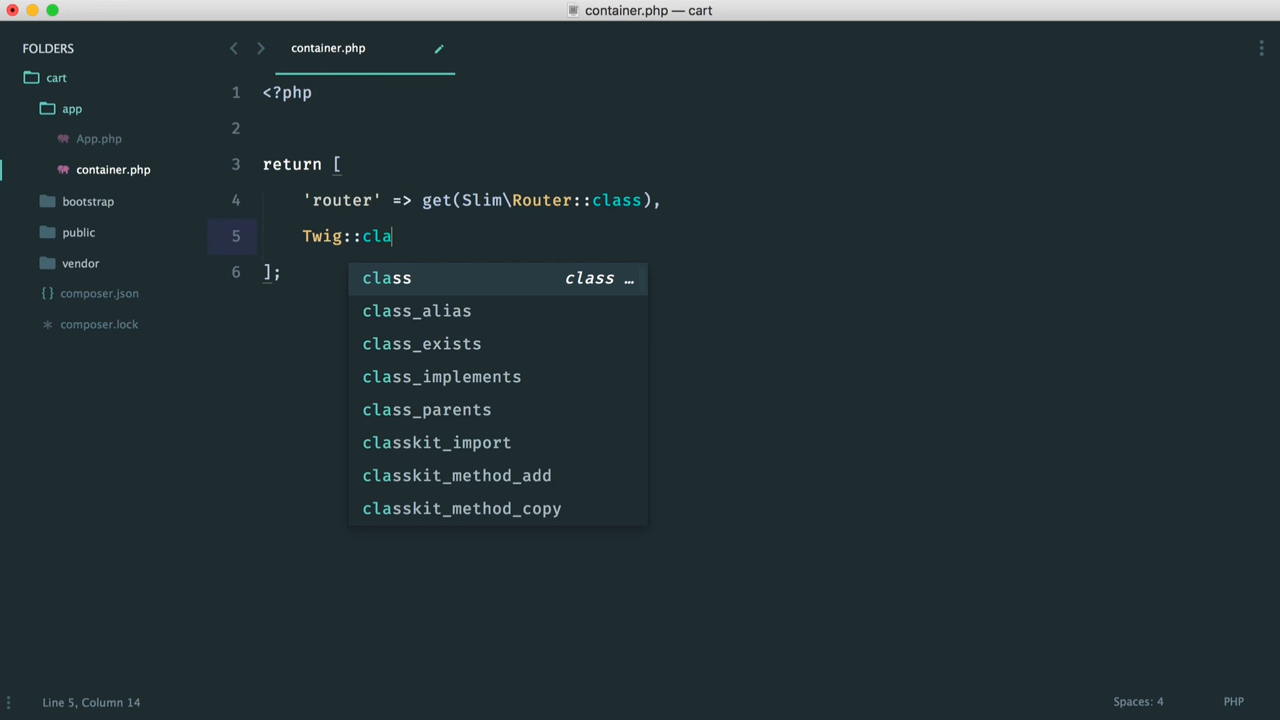 container.php — cart
FOLDERS
cart
app
App.php
container.php
bootstrap
public
vendor
{ } composer.json
* composer.lock
container.php
1 <?php
2
3 return [
4 'router' => get(Slim\Router::class),
5 Twig::cla
6 ];
class class …
class_alias
class_exists
class_implements
class_parents
classkit_import
classkit_method_add
classkit_method_copy
Line 5, Column 14
Spaces: 4
PHP